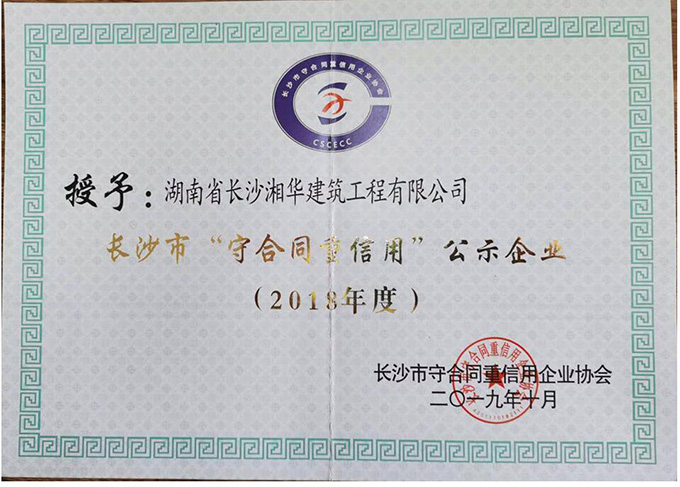 长沙市守合同重信用企业协会
CSCECC
授予：湖南省长沙湘华建筑工程有限公司
长沙市“守合同重信用”公示企业
（2018年度）
长沙市守合同重信用企业协会
二〇一九年十月